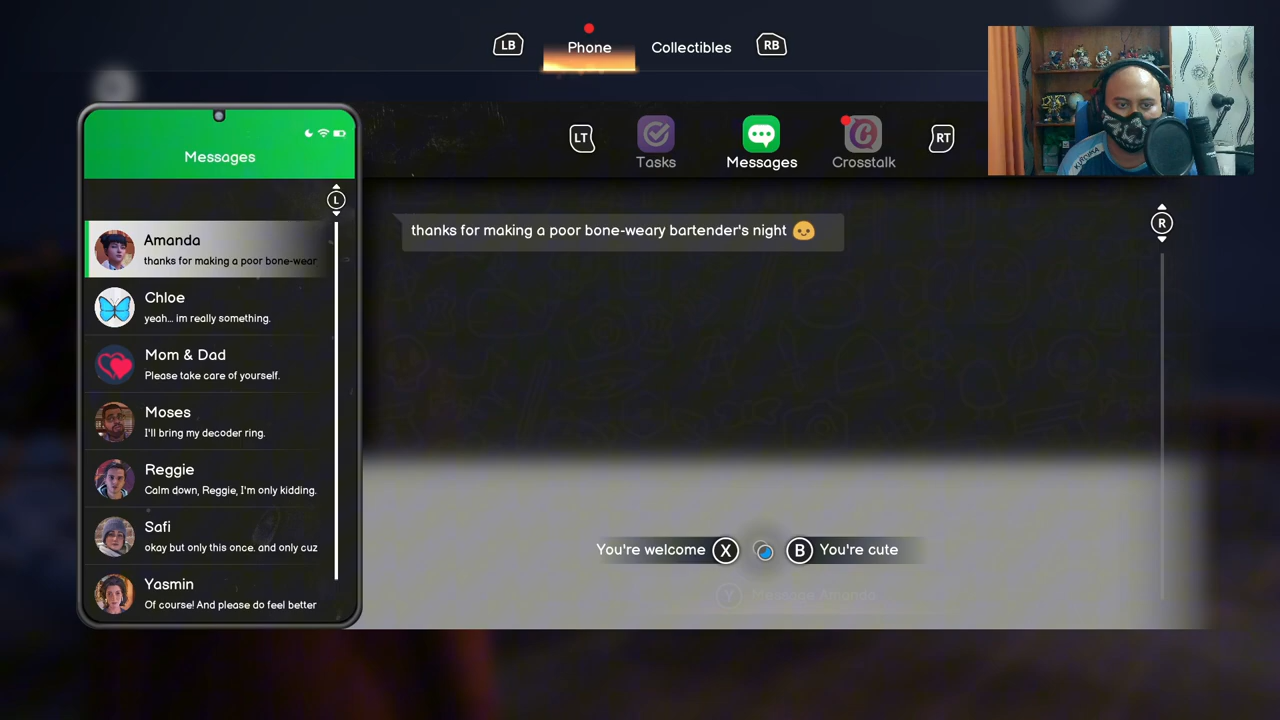 LB
Phone
Collectibles
RB
Messages
LT
Tasks
Messages
Crosstalk
RT
L
Amanda
thanks for making a poor bone-wear
Chloe
yeah... im really something.
Mom & Dad
Please take care of yourself.
Moses
I'll bring my decoder ring.
Reggie
Calm down, Reggie, I'm only kidding.
Safi
okay but only this once. and only cuz
Yasmin
Of course! And please do feel better
thanks for making a poor bone-weary bartender's night
R
You're welcome X B You're cute
Y Message Amanda